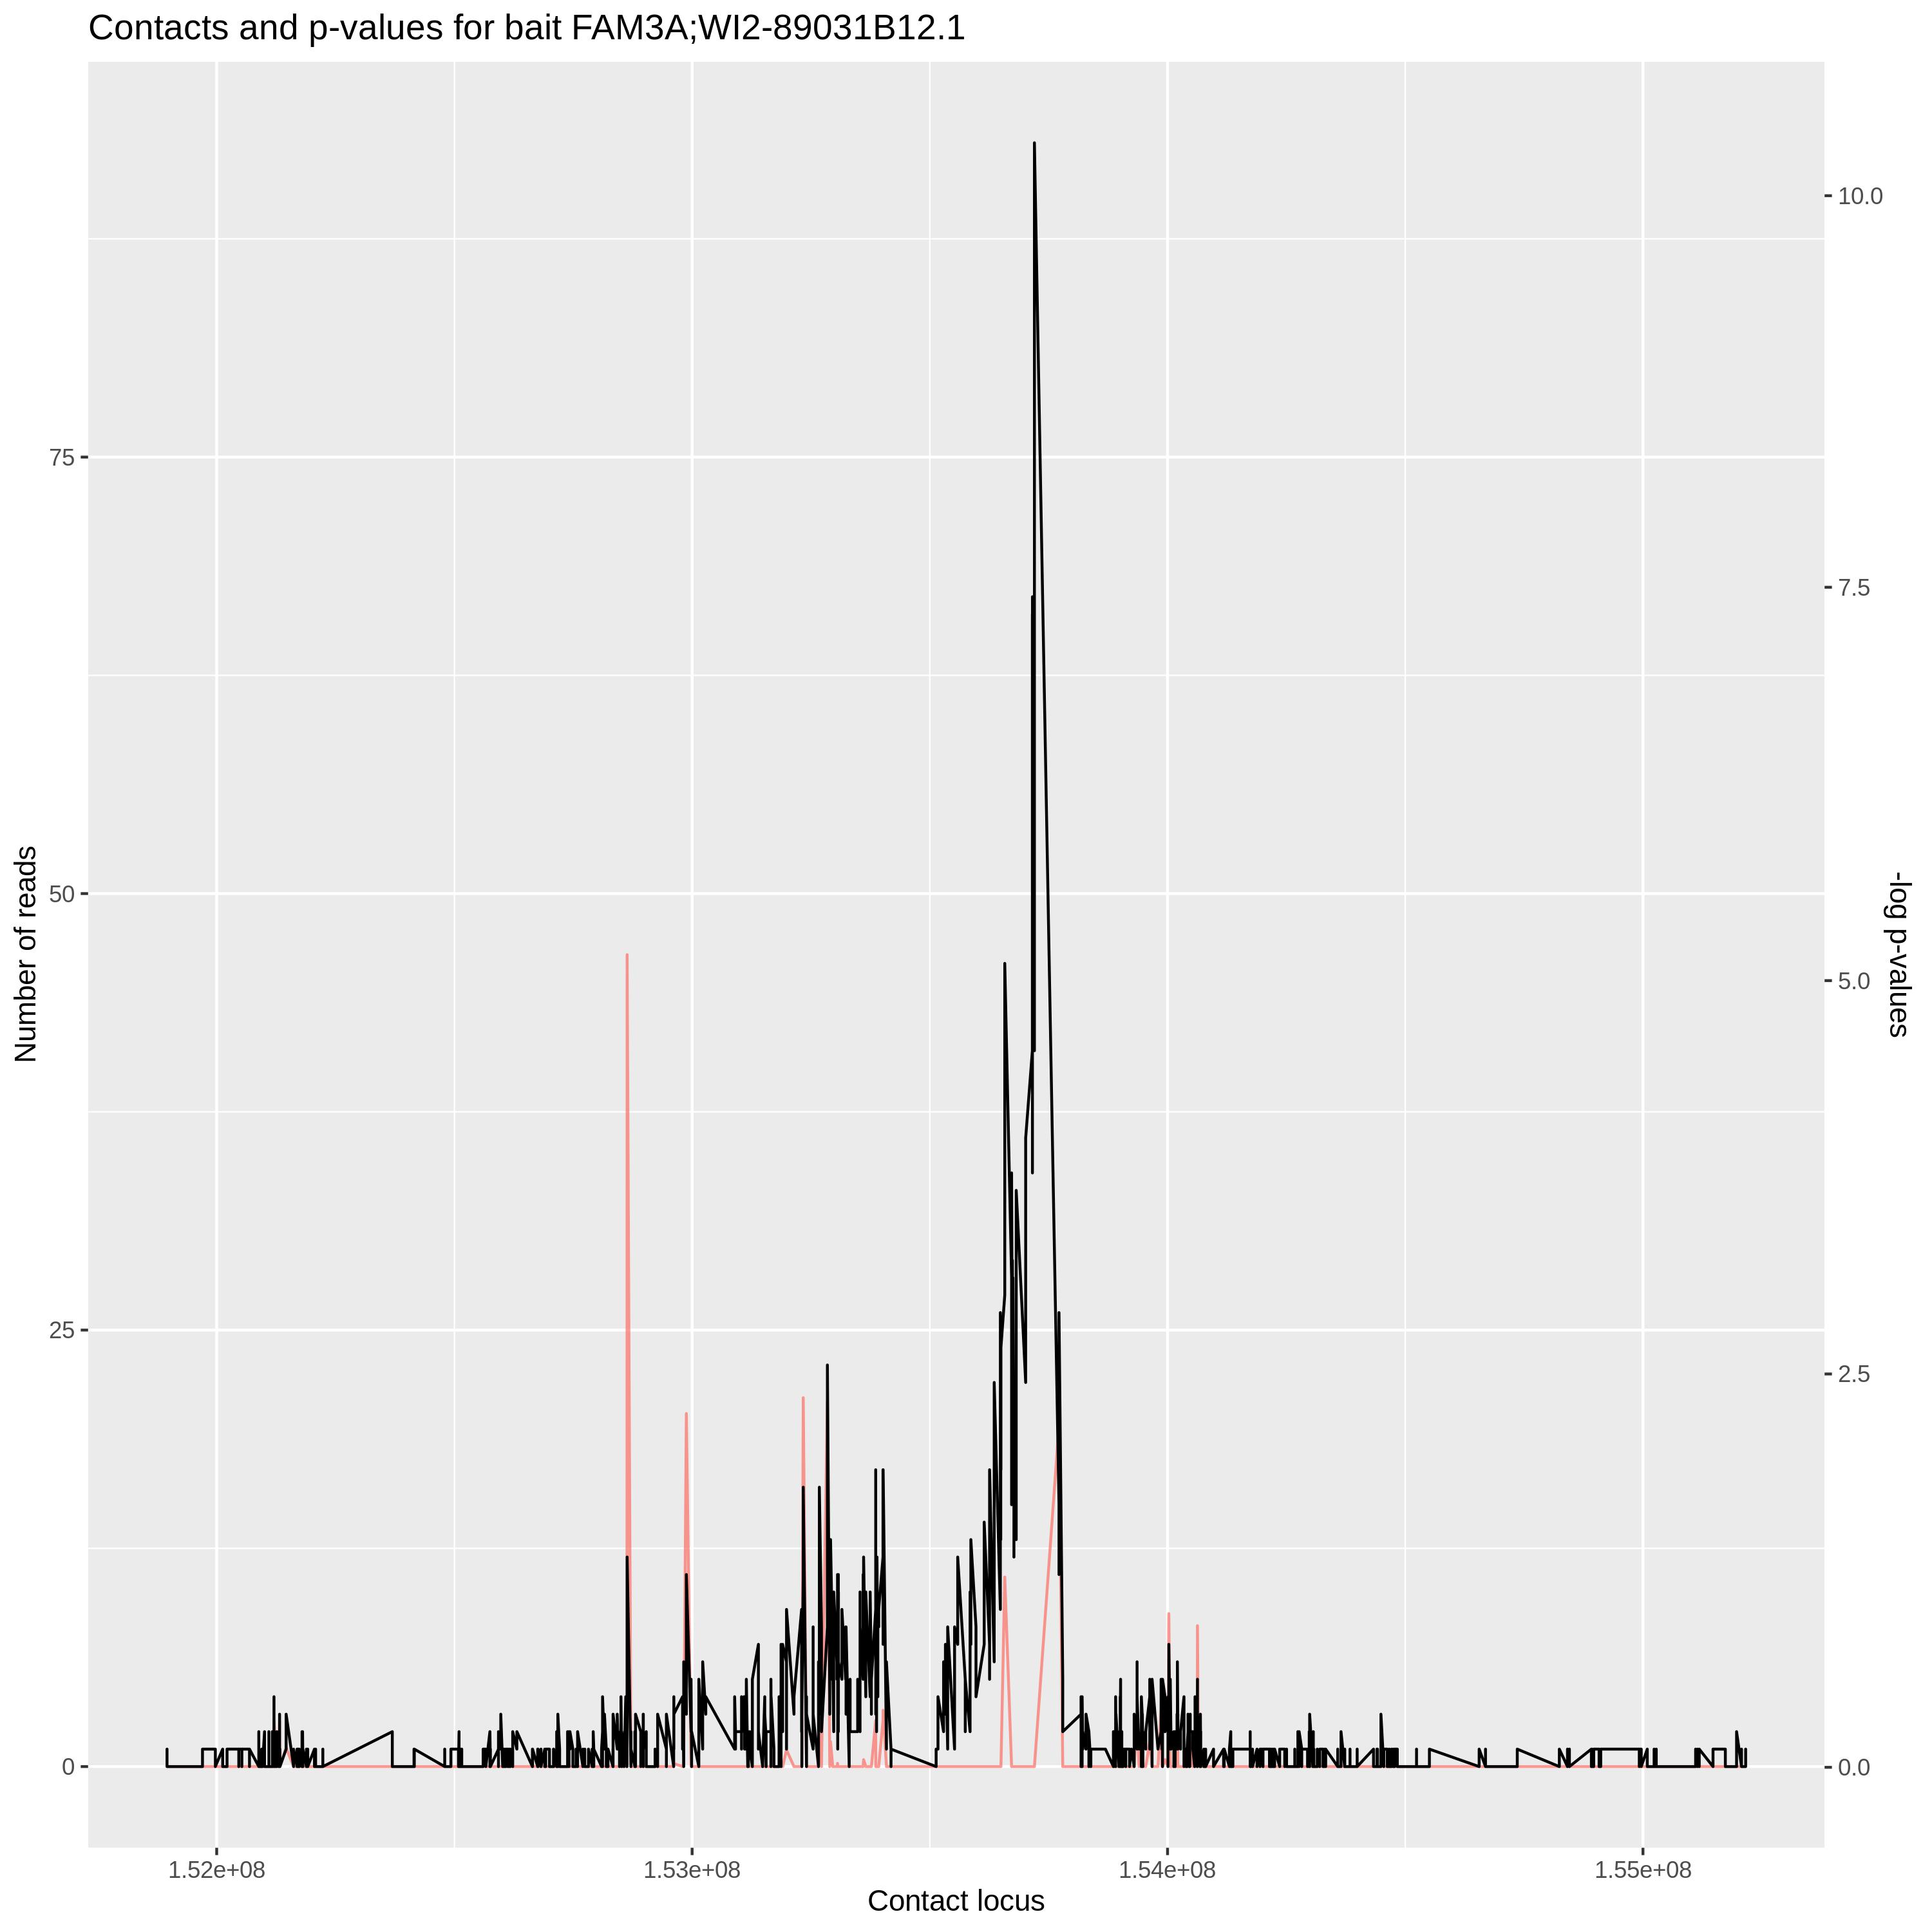 Contacts and p-values for bait FAM3A;WI2-89031B12.1
Number of reads
75
50
25
0
10.0
7.5
5.0
2.5
0.0
-log p-values
1.52e+08
1.53e+08
1.54e+08
1.55e+08
Contact locus